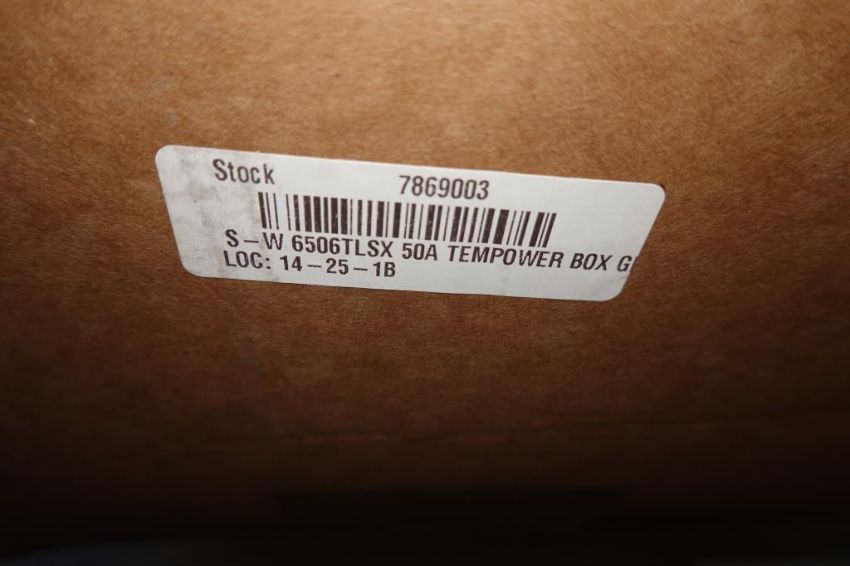 Stock 7869003
S-W 6506TLSX 50A TEMPOWER BOX G
LOC: 14-25-1B